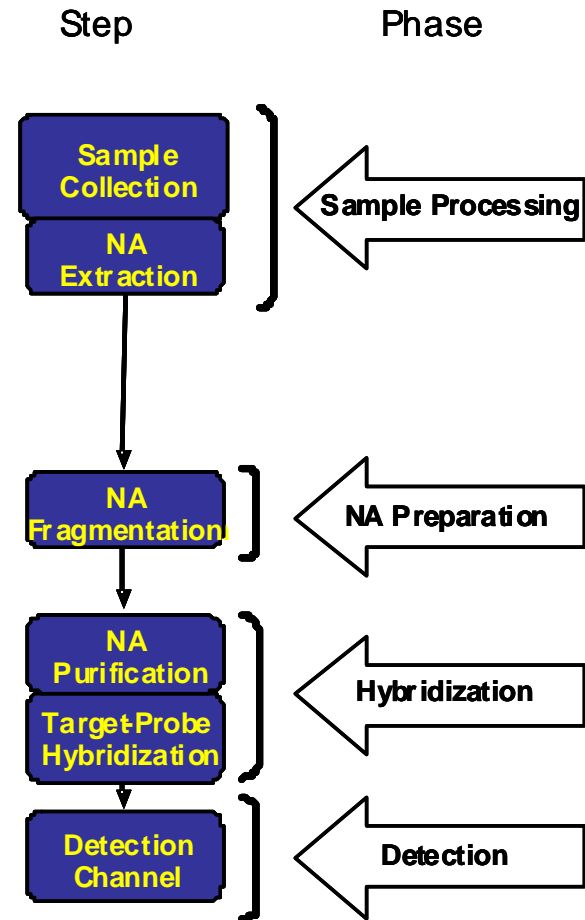 Step Phase
Sample
Collection
Sample Processing
NA
Extraction
NA
Fragmentation
NA Preparation
NA
Purification
Target-Probe
Hybridization
Hybridization
Detection
Channel
Detection